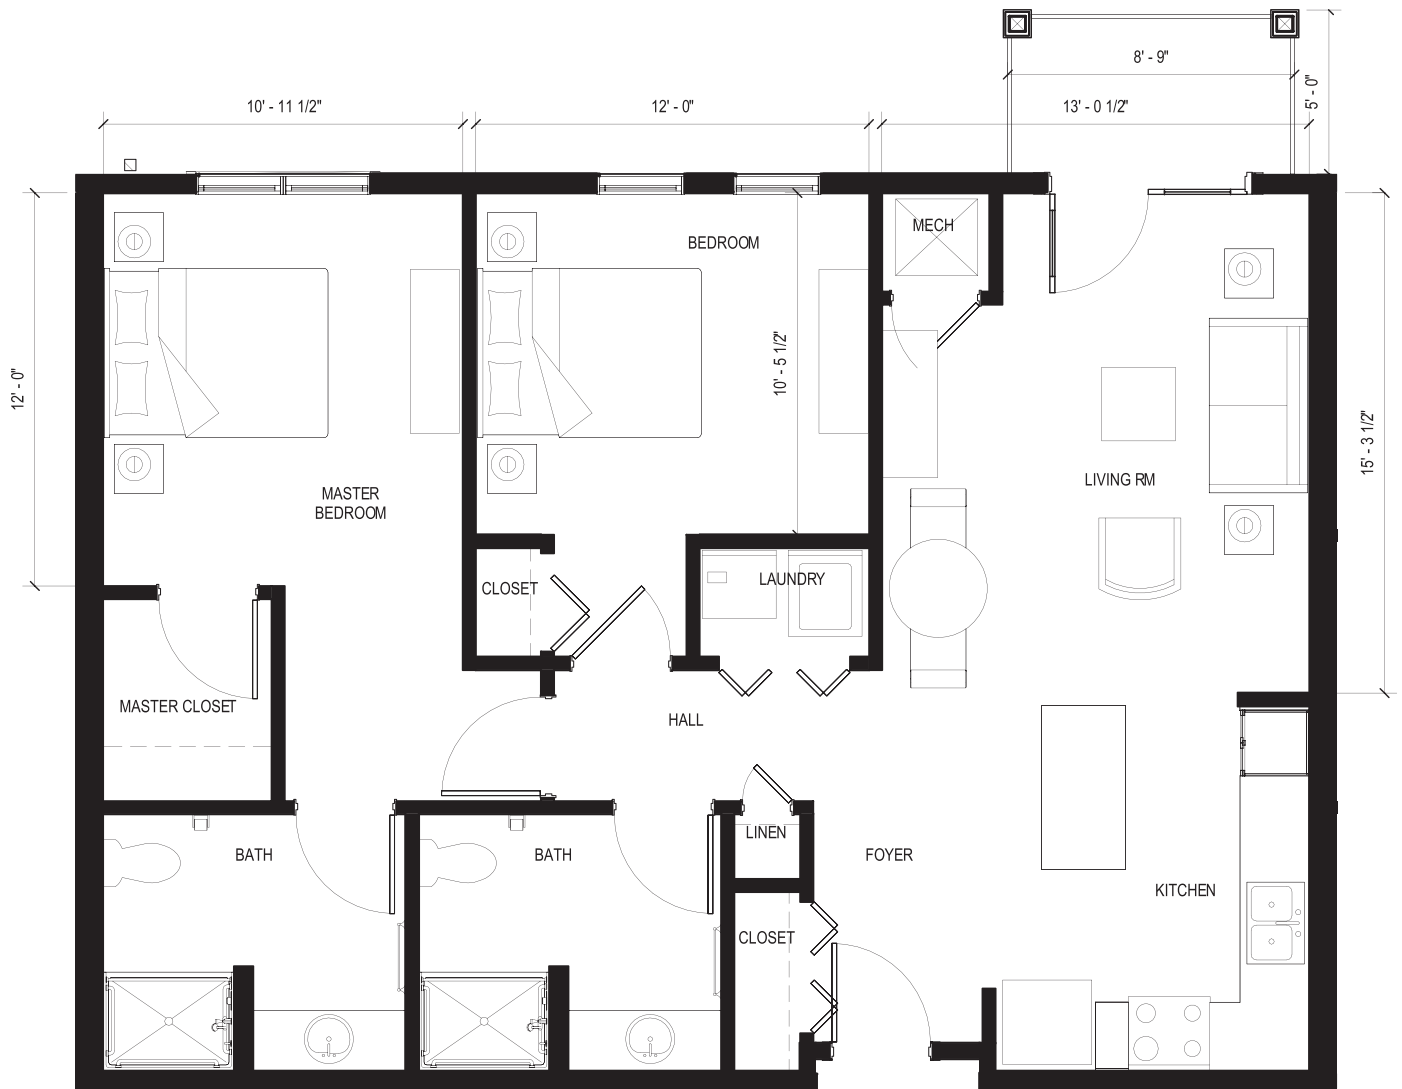 8' - 9"
5' - 0"
10' - 11 1/2"
12' - 0"
13' - 0 1/2"
MECH
BEDROOM
10' - 5 1/2"
12' - 0"
15' - 3 1/2"
LIVING RM
MASTER
BEDROOM
CLOSET
LAUNDRY
MASTER CLOSET
HALL
LINEN
BATH
BATH
FOYER
KITCHEN
CLOSET